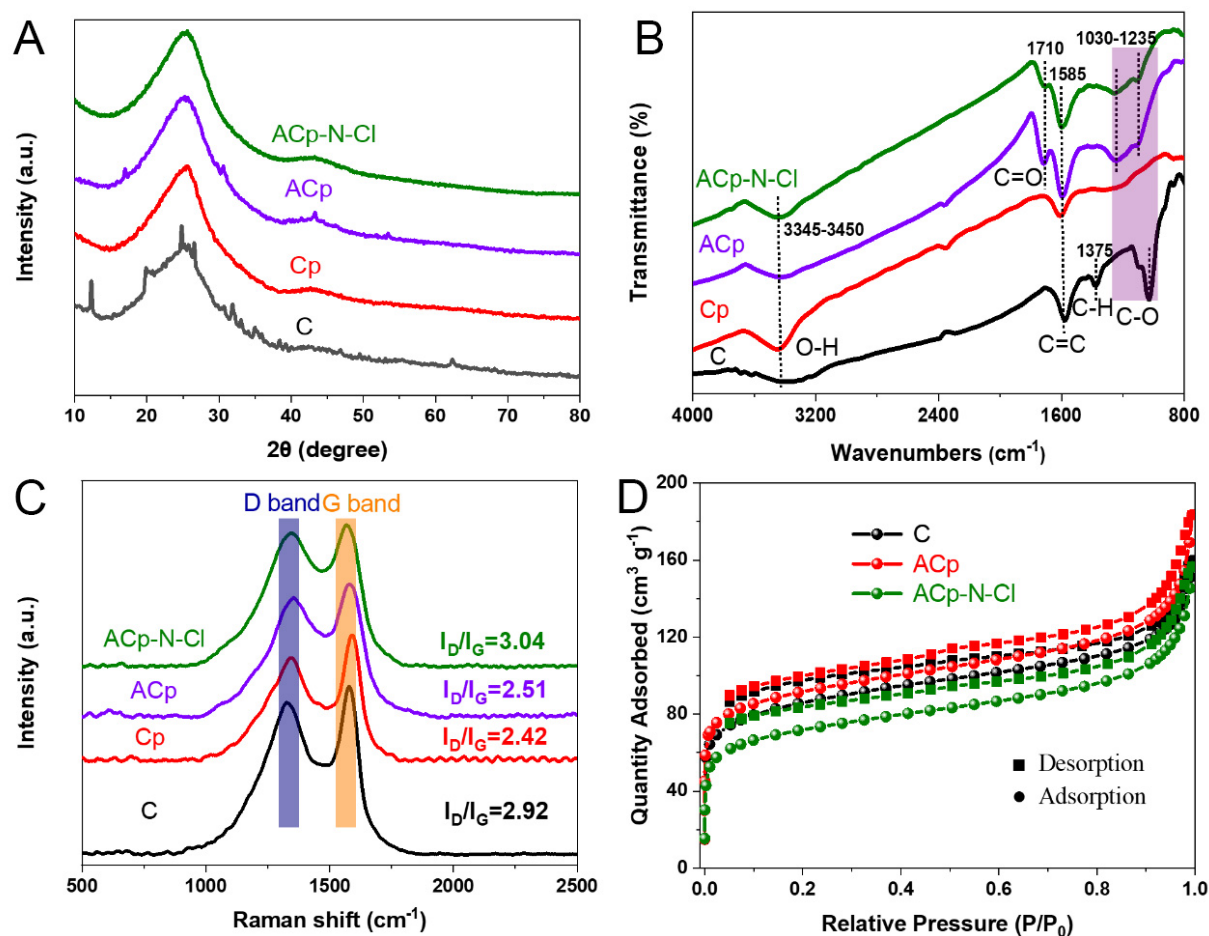 A
Intensity (a.u.)
ACp-N-Cl
ACp
Cp
C
10 20 30 40 50 60 70 80
2θ (degree)
B
Transmittance (%)
1710
1585
1030-1235
ACp-N-Cl
C=O
3345-3450
ACp
1375
Cp
C-H
C-O
C
O-H
C=C
4000 3200 2400 1600 800
Wavenumbers (cm⁻¹)
C
Intensity (a.u.)
D band G band
ACp-N-Cl
I_D/I_G=3.04
ACp
I_D/I_G=2.51
Cp
I_D/I_G=2.42
C
I_D/I_G=2.92
500 1000 1500 2000 2500
Raman shift (cm⁻¹)
D
Quantity Adsorbed (cm³ g⁻¹)
200
160
120
80
40
0
C
ACp
ACp-N-Cl
Desorption
Adsorption
0.0 0.2 0.4 0.6 0.8 1.0
Relative Pressure (P/P₀)